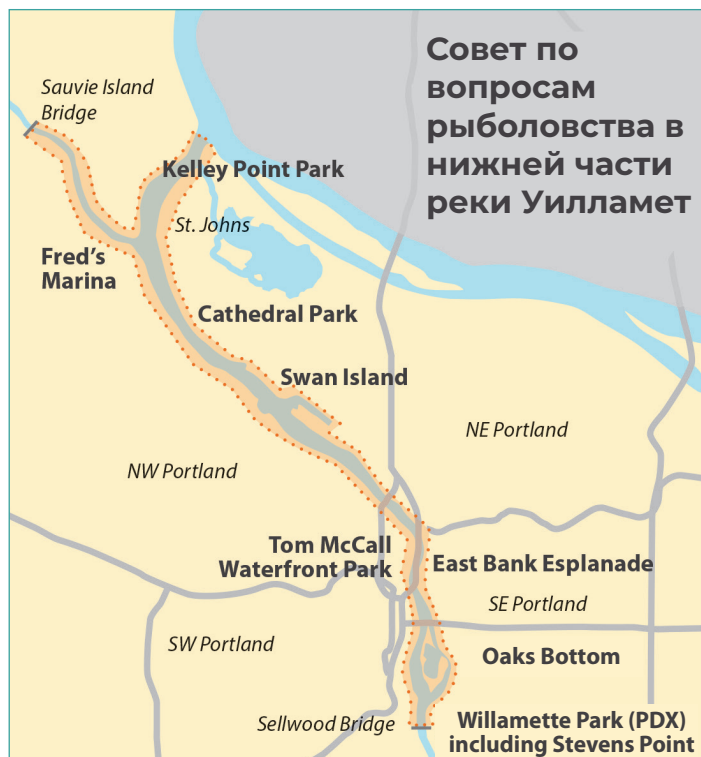 Совет по
вопросам
рыболовства в
нижней части
реки Уилламет
Sauvie Island
Bridge
Kelley Point Park
St. Johns
Fred's
Marina
Cathedral Park
Swan Island
NE Portland
NW Portland
Tom McCall
Waterfront Park
East Bank Esplanade
SE Portland
SW Portland
Oaks Bottom
Sellwood Bridge
Willamette Park (PDX)
including Stevens Point